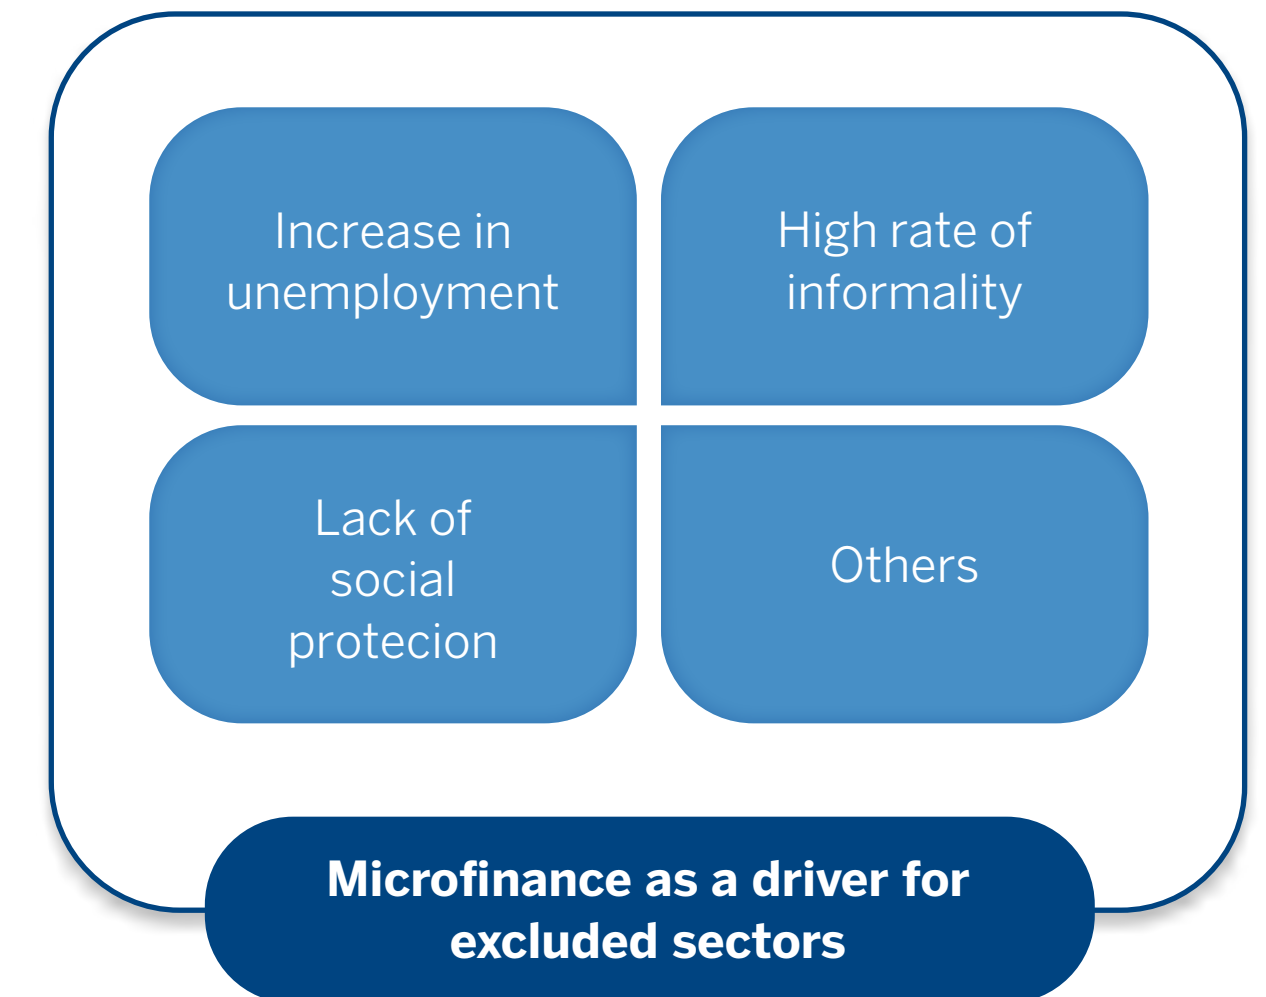 Increase in
unemployment
High rate of
informality
Lack of
social
protecion
Others
Microfinance as a driver for
excluded sectors